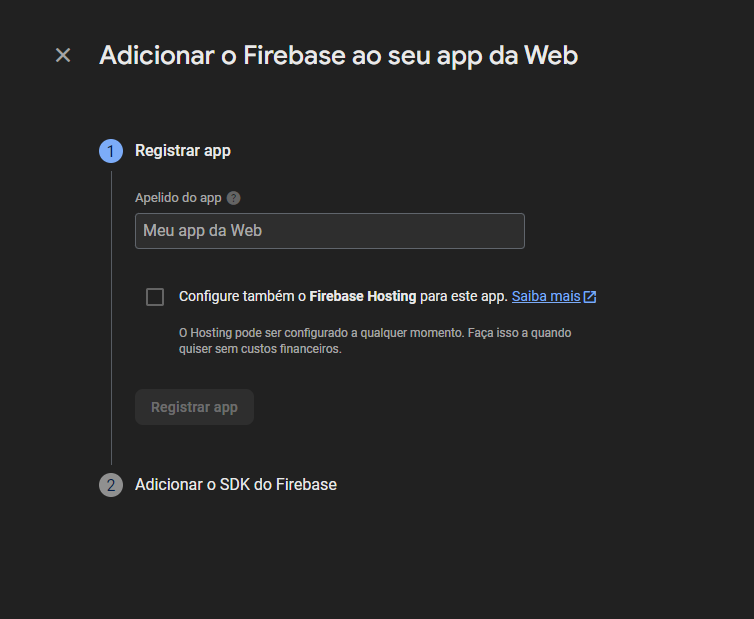 Adicionar o Firebase ao seu app da Web
1 Registrar app
Apelido do app ?
Meu app da Web
Configure também o Firebase Hosting para este app. Saiba mais
O Hosting pode ser configurado a qualquer momento. Faça isso a quando
quiser sem custos financeiros.
Registrar app
2 Adicionar o SDK do Firebase